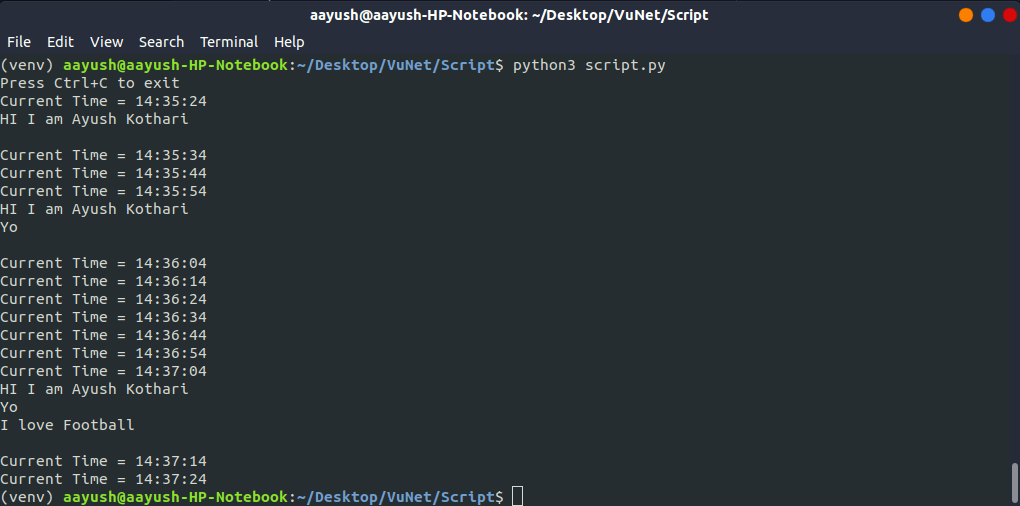 aayush@aayush-HP-Notebook: ~/Desktop/VuNet/Script
File Edit View Search Terminal Help
(venv) aayush@aayush-HP-Notebook:~/Desktop/VuNet/Script$ python3 script.py
Press Ctrl+C to exit
Current Time = 14:35:24
HI I am Ayush Kothari
Current Time = 14:35:34
Current Time = 14:35:44
Current Time = 14:35:54
HI I am Ayush Kothari
Yo
Current Time = 14:36:04
Current Time = 14:36:14
Current Time = 14:36:24
Current Time = 14:36:34
Current Time = 14:36:44
Current Time = 14:36:54
Current Time = 14:37:04
HI I am Ayush Kothari
Yo
I love Football
Current Time = 14:37:14
Current Time = 14:37:24
(venv) aayush@aayush-HP-Notebook:~/Desktop/VuNet/Script$